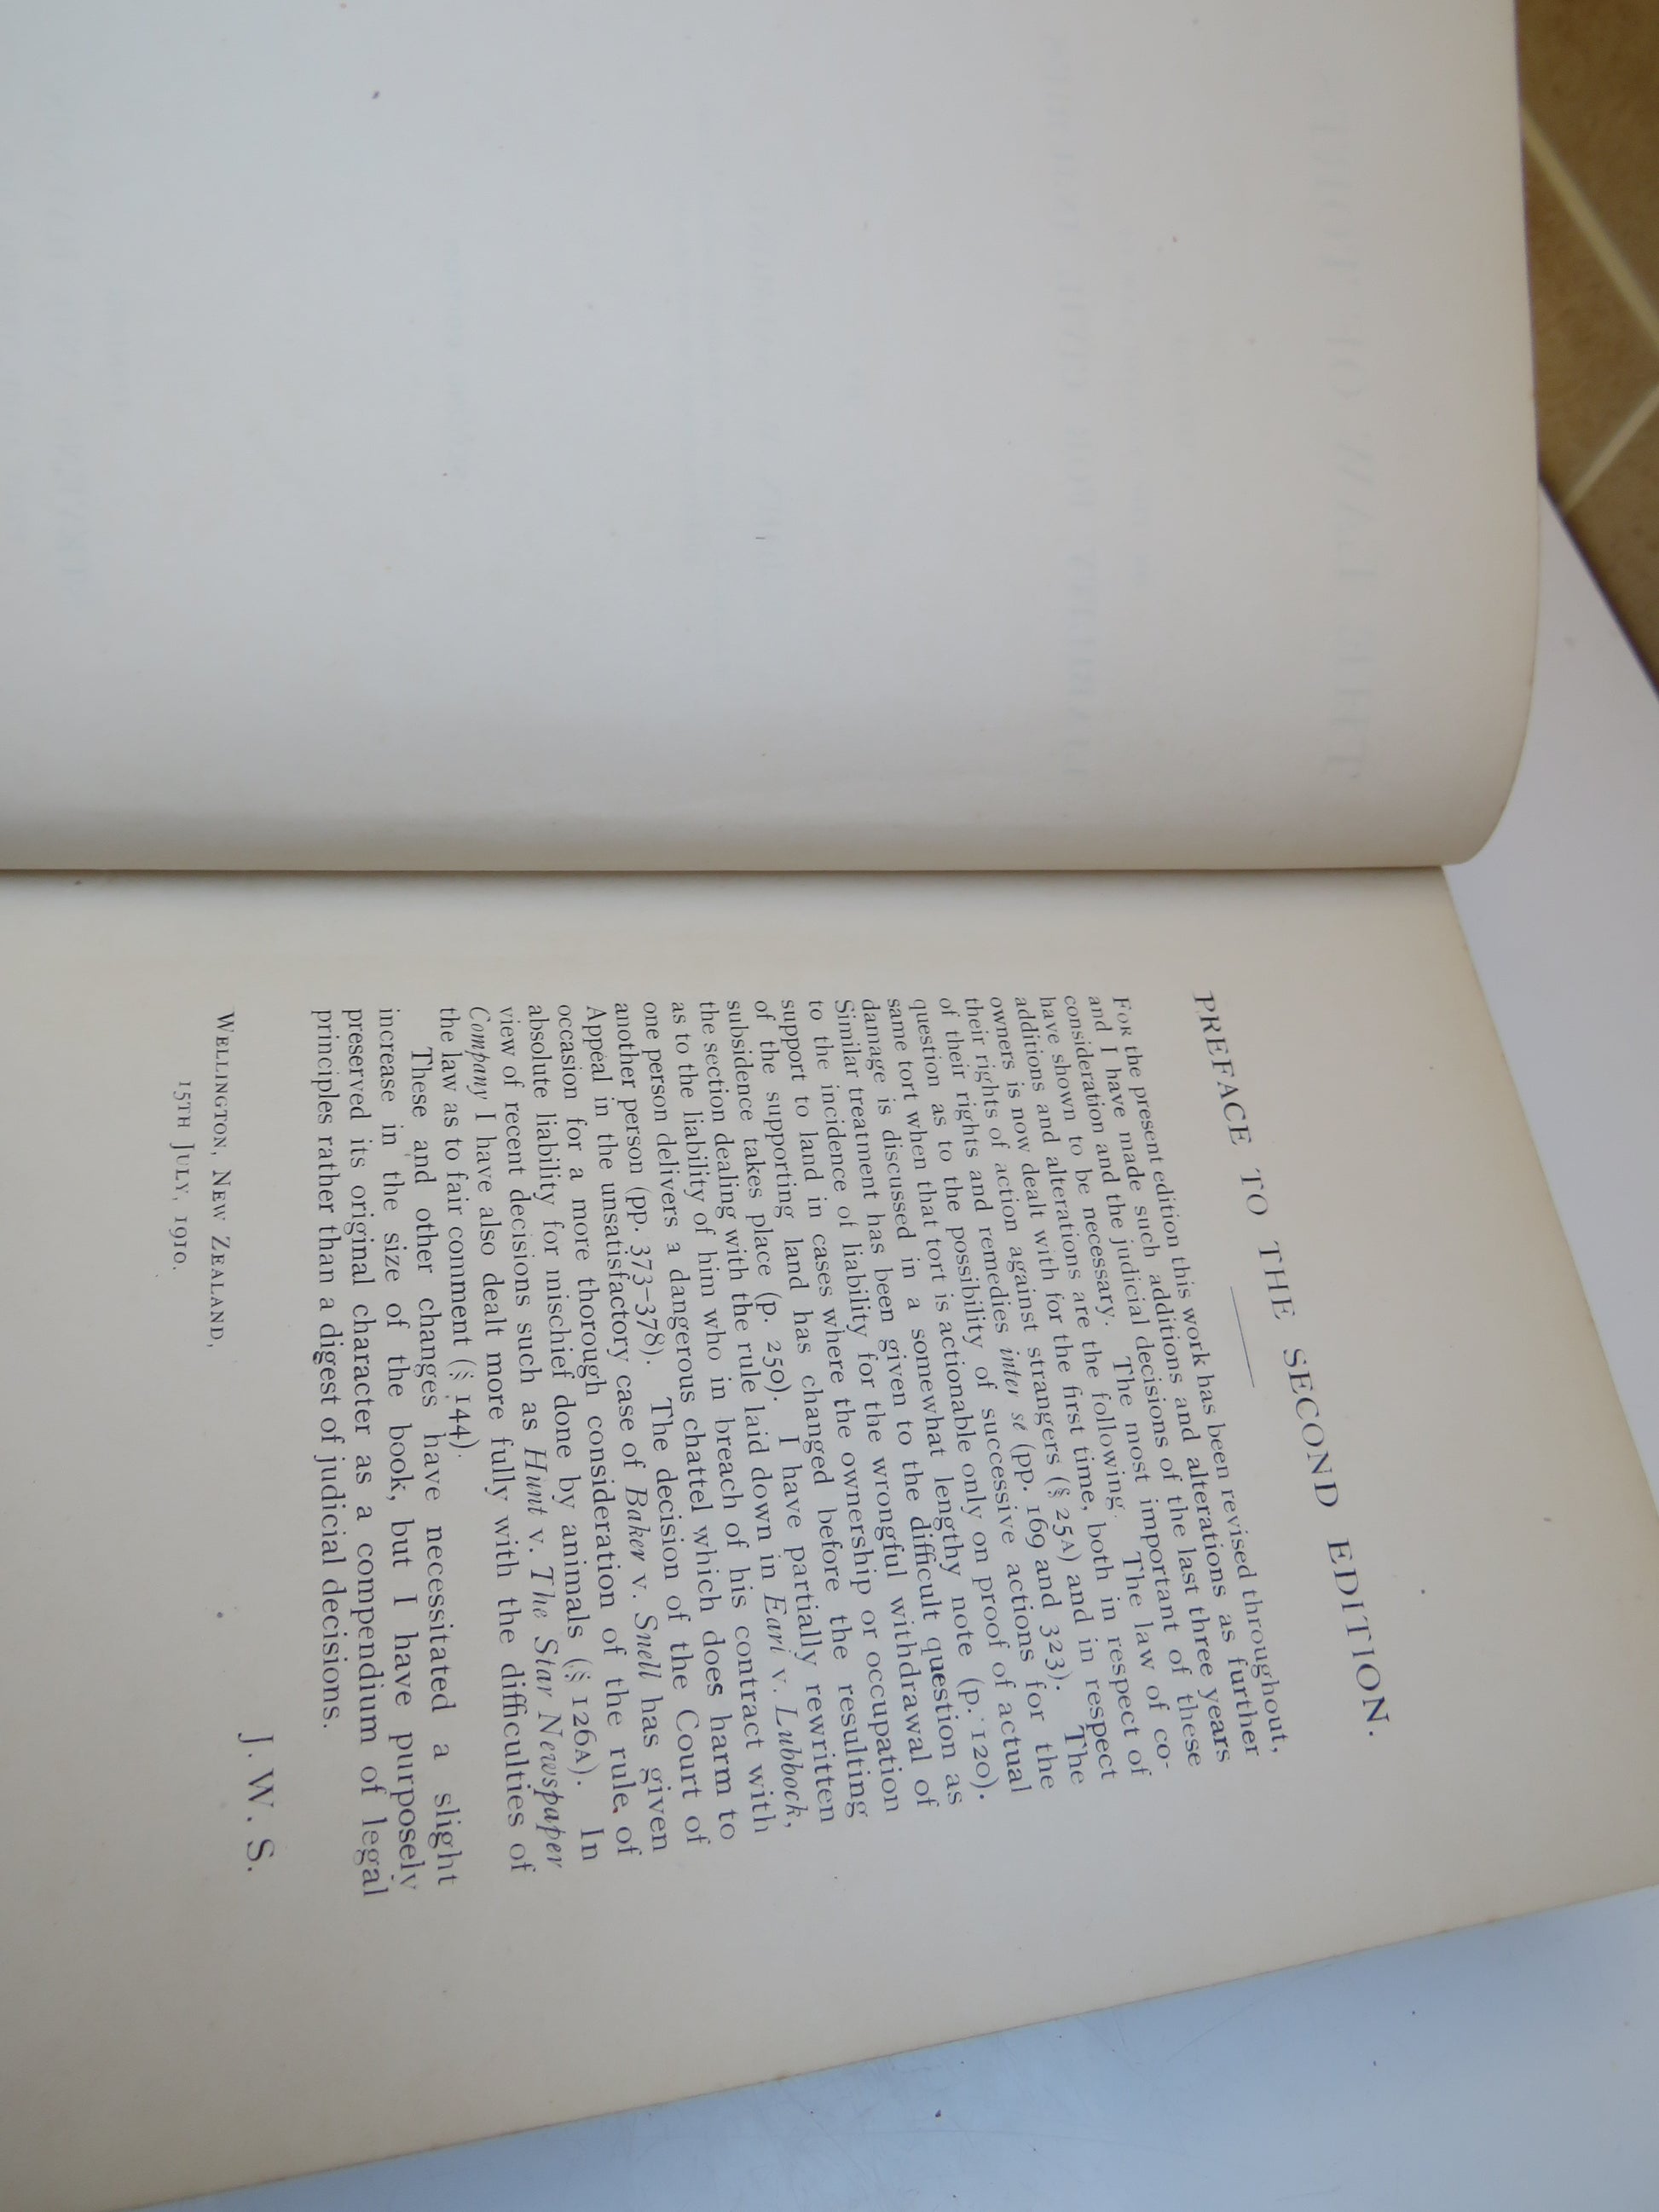 PREFACE TO THE SECOND EDITION.
FOR the present edition this work has been revised throughout,
and I have made such additions and alterations as further
consideration and the judicial decisions of the last three years
have shown to be necessary. The most important of these
additions and alterations are the following. The law of co-
owners is now dealt with for the first time, both in respect of
their rights of action against strangers (§ 25A) and in respect
of their rights and remedies inter se (pp. 169 and 323). The
question as to the possibility of successive actions for the
same tort when that tort is actionable only on proof of actual
damage is discussed in a somewhat lengthy note (p. 120).
Similar treatment has been given to the difficult question as
to the incidence of liability for the wrongful withdrawal of
support to land in cases where the ownership or occupation
of the supporting land has changed before the resulting
subsidence takes place (p. 250). I have partially rewritten
the section dealing with the rule laid down in Earl v. Lubbock,
as to the liability of him who in breach of his contract with
one person delivers a dangerous chattel which does harm to
another person (pp. 373–378). The decision of the Court of
Appeal in the unsatisfactory case of Baker v. Snell has given
occasion for a more thorough consideration of the rule of
absolute liability for mischief done by animals (§ 126A). In
view of recent decisions such as Hunt v. The Star Newspaper
Company I have also dealt more fully with the difficulties of
the law as to fair comment (§ 144).
These and other changes have necessitated a slight
increase in the size of the book, but I have purposely
preserved its original character as a compendium of legal
principles rather than a digest of judicial decisions.
J. W. S.
WELLINGTON, NEW ZEALAND,
15TH JULY, 1910.